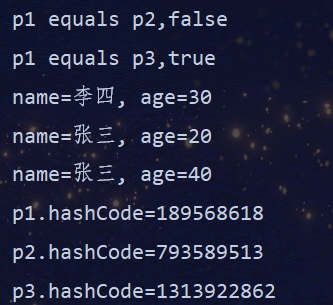 p1 equals p2,false
p1 equals p3,true
name=李四, age=30
name=张三, age=20
name=张三, age=40
p1.hashCode=189568618
p2.hashCode=793589513
p3.hashCode=1313922862